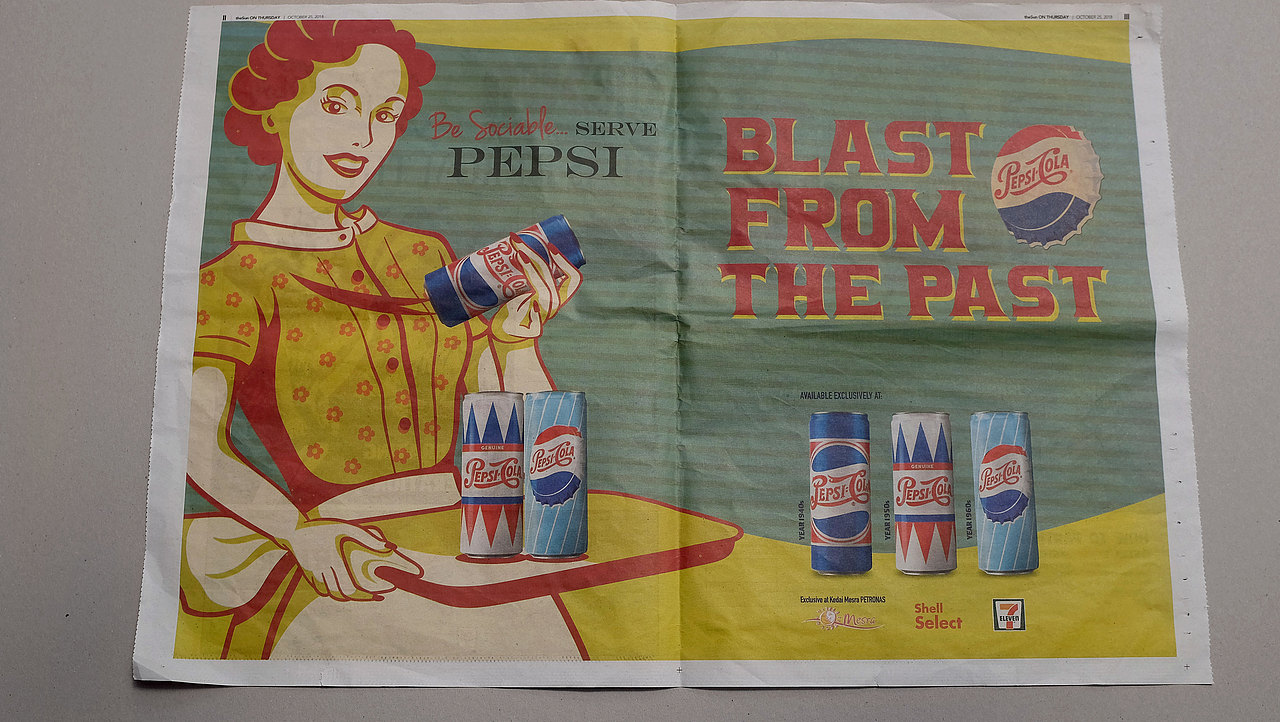 II theSun ON THURSDAY | OCTOBER 25, 2018
theSun ON THURSDAY | OCTOBER 25, 2018 III
Be Sociable... SERVE
PEPSI
PEPSI-COLA
GENUINE
PEPSI-COLA
PEPSI-COLA
BLAST
FROM
THE PAST
PEPSI-COLA
AVAILABLE EXCLUSIVELY AT:
YEAR 1940s
PEPSI-COLA
YEAR 1950s
GENUINE
PEPSI-COLA
YEAR 1960s
PEPSI-COLA
Exclusive at Kedai Mesra PETRONAS
Mesra
Shell
Select
7
ELEVEN